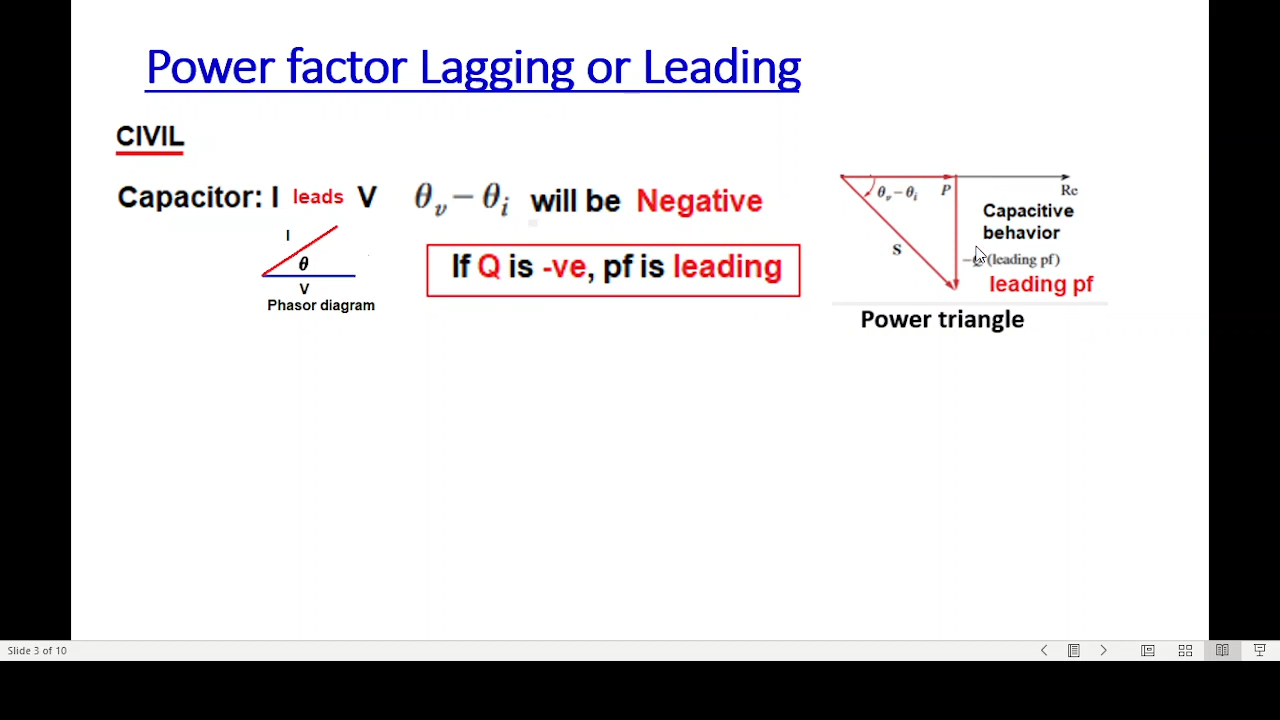 Power factor Lagging or Leading
CIVIL
Capacitor: I leads V θv − θi will be Negative
I
θ
V
Phasor diagram
If Q is -ve, pf is leading
θv − θi P Re
Capacitive
behavior
S
(leading pf)
leading pf
Power triangle
Slide 3 of 10